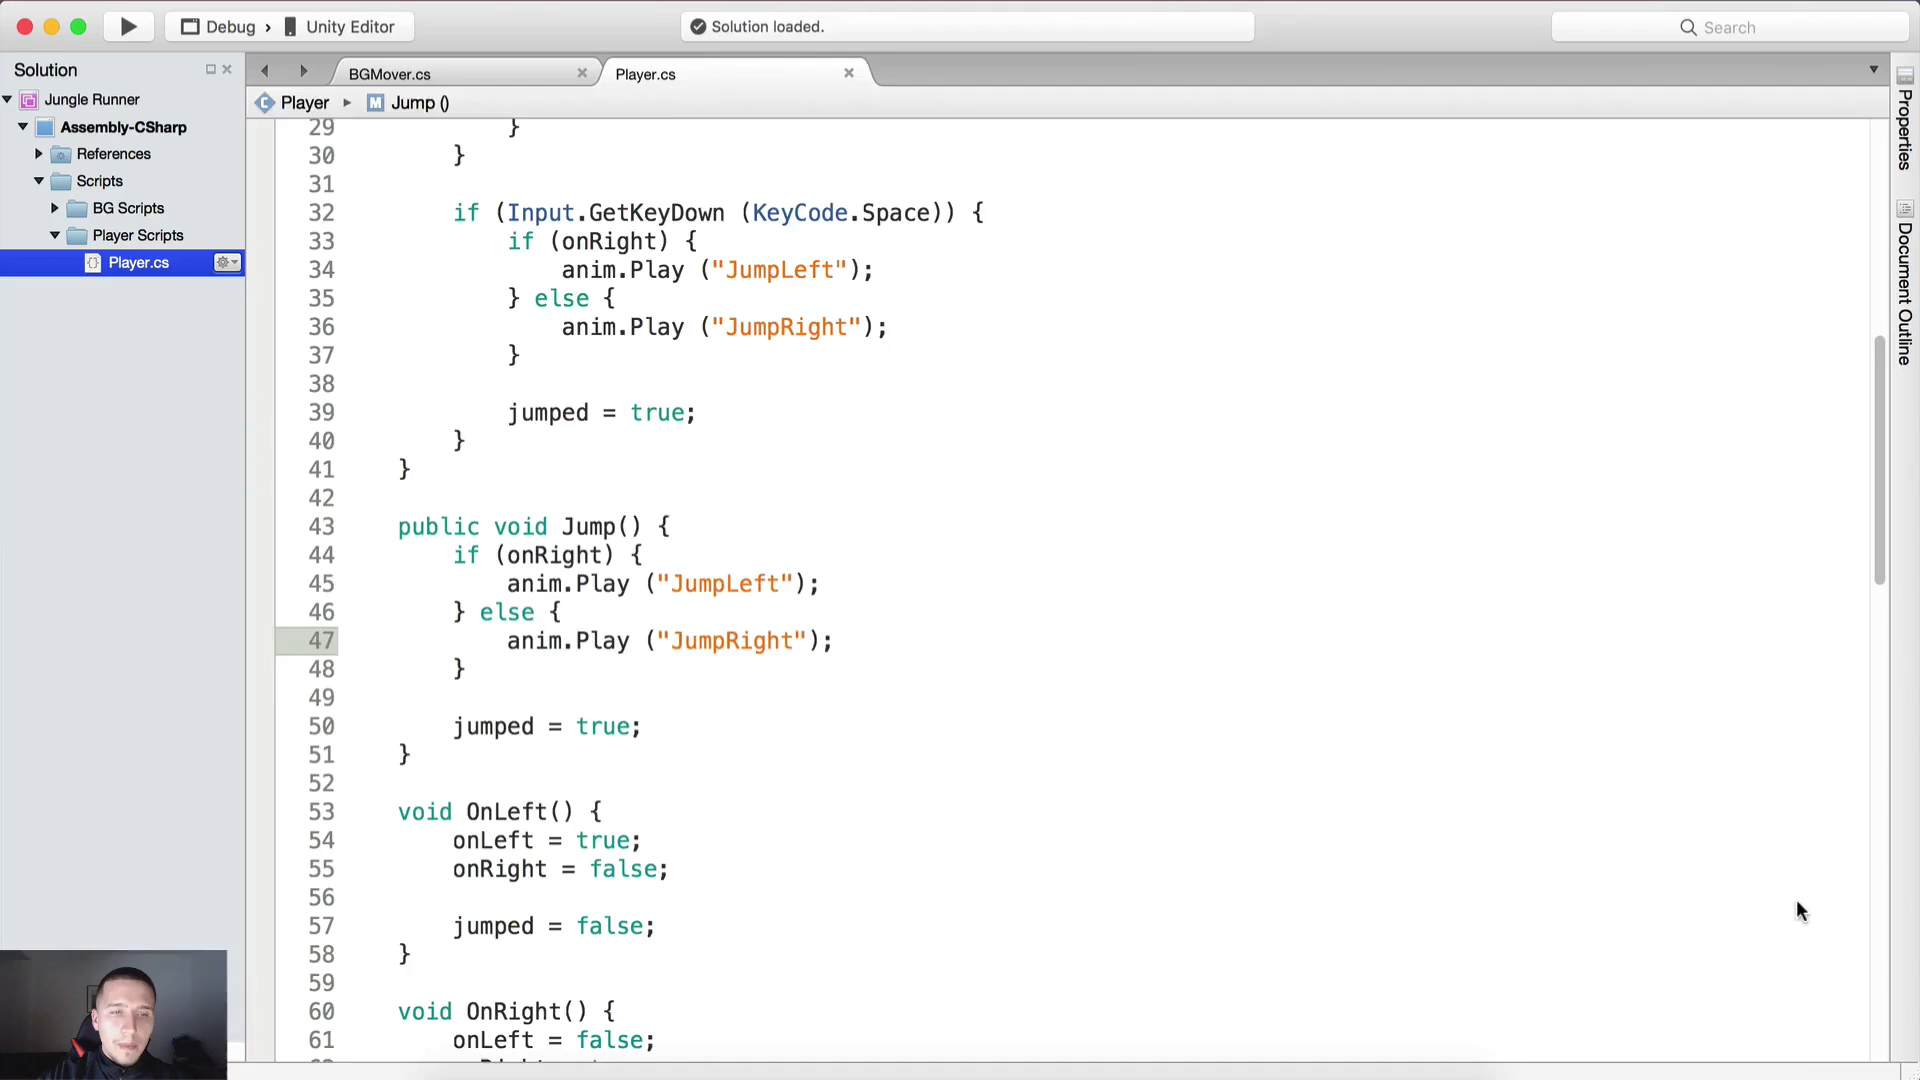 Debug › Unity Editor
Solution loaded.
Search
Solution
Jungle Runner
Assembly-CSharp
References
Scripts
BG Scripts
Player Scripts
Player.cs
BGMover.cs
Player.cs
Player
M Jump ()
29 }
30 }
31
32 if (Input.GetKeyDown (KeyCode.Space)) {
33 if (onRight) {
34 anim.Play ("JumpLeft");
35 } else {
36 anim.Play ("JumpRight");
37 }
38
39 jumped = true;
40 }
41 }
42
43 public void Jump() {
44 if (onRight) {
45 anim.Play ("JumpLeft");
46 } else {
47 anim.Play ("JumpRight");
48 }
49
50 jumped = true;
51 }
52
53 void OnLeft() {
54 onLeft = true;
55 onRight = false;
56
57 jumped = false;
58 }
59
60 void OnRight() {
61 onLeft = false;
Properties
Document Outline